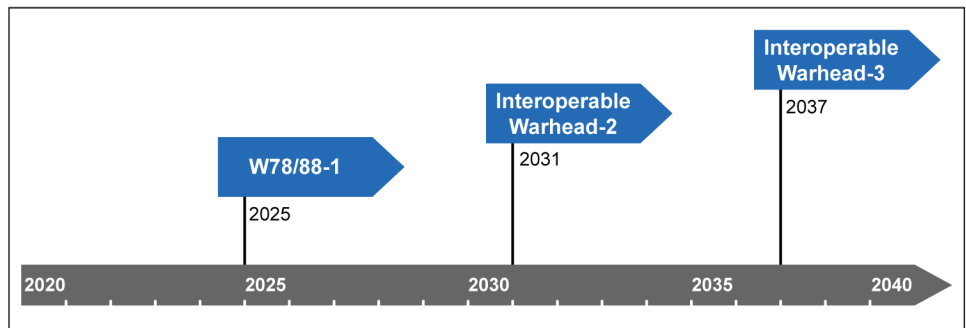 Interoperable
Warhead-3
2037
Interoperable
Warhead-2
2031
W78/88-1
2025
2020 2025 2030 2035 2040